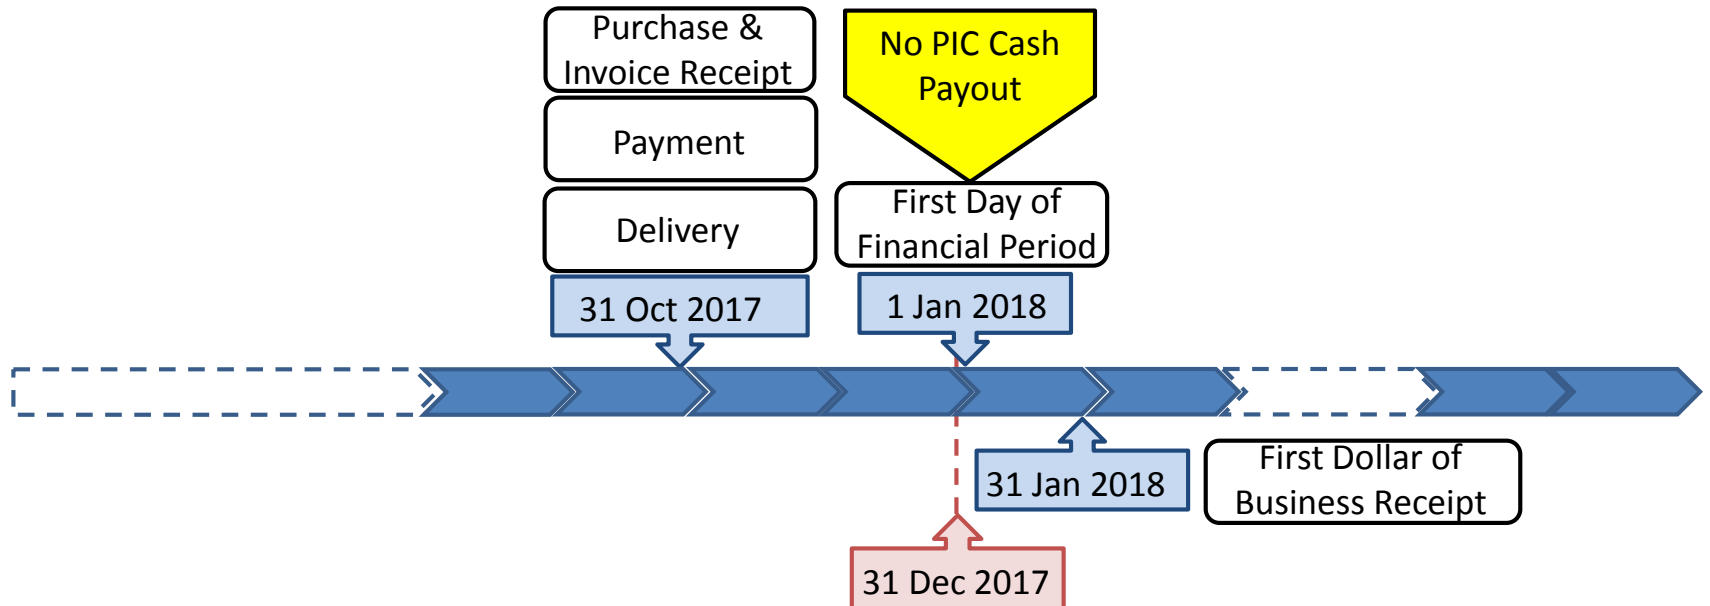 Purchase &
Invoice Receipt
Payment
Delivery
31 Oct 2017
No PIC Cash
Payout
First Day of
Financial Period
1 Jan 2018
31 Jan 2018
First Dollar of
Business Receipt
31 Dec 2017